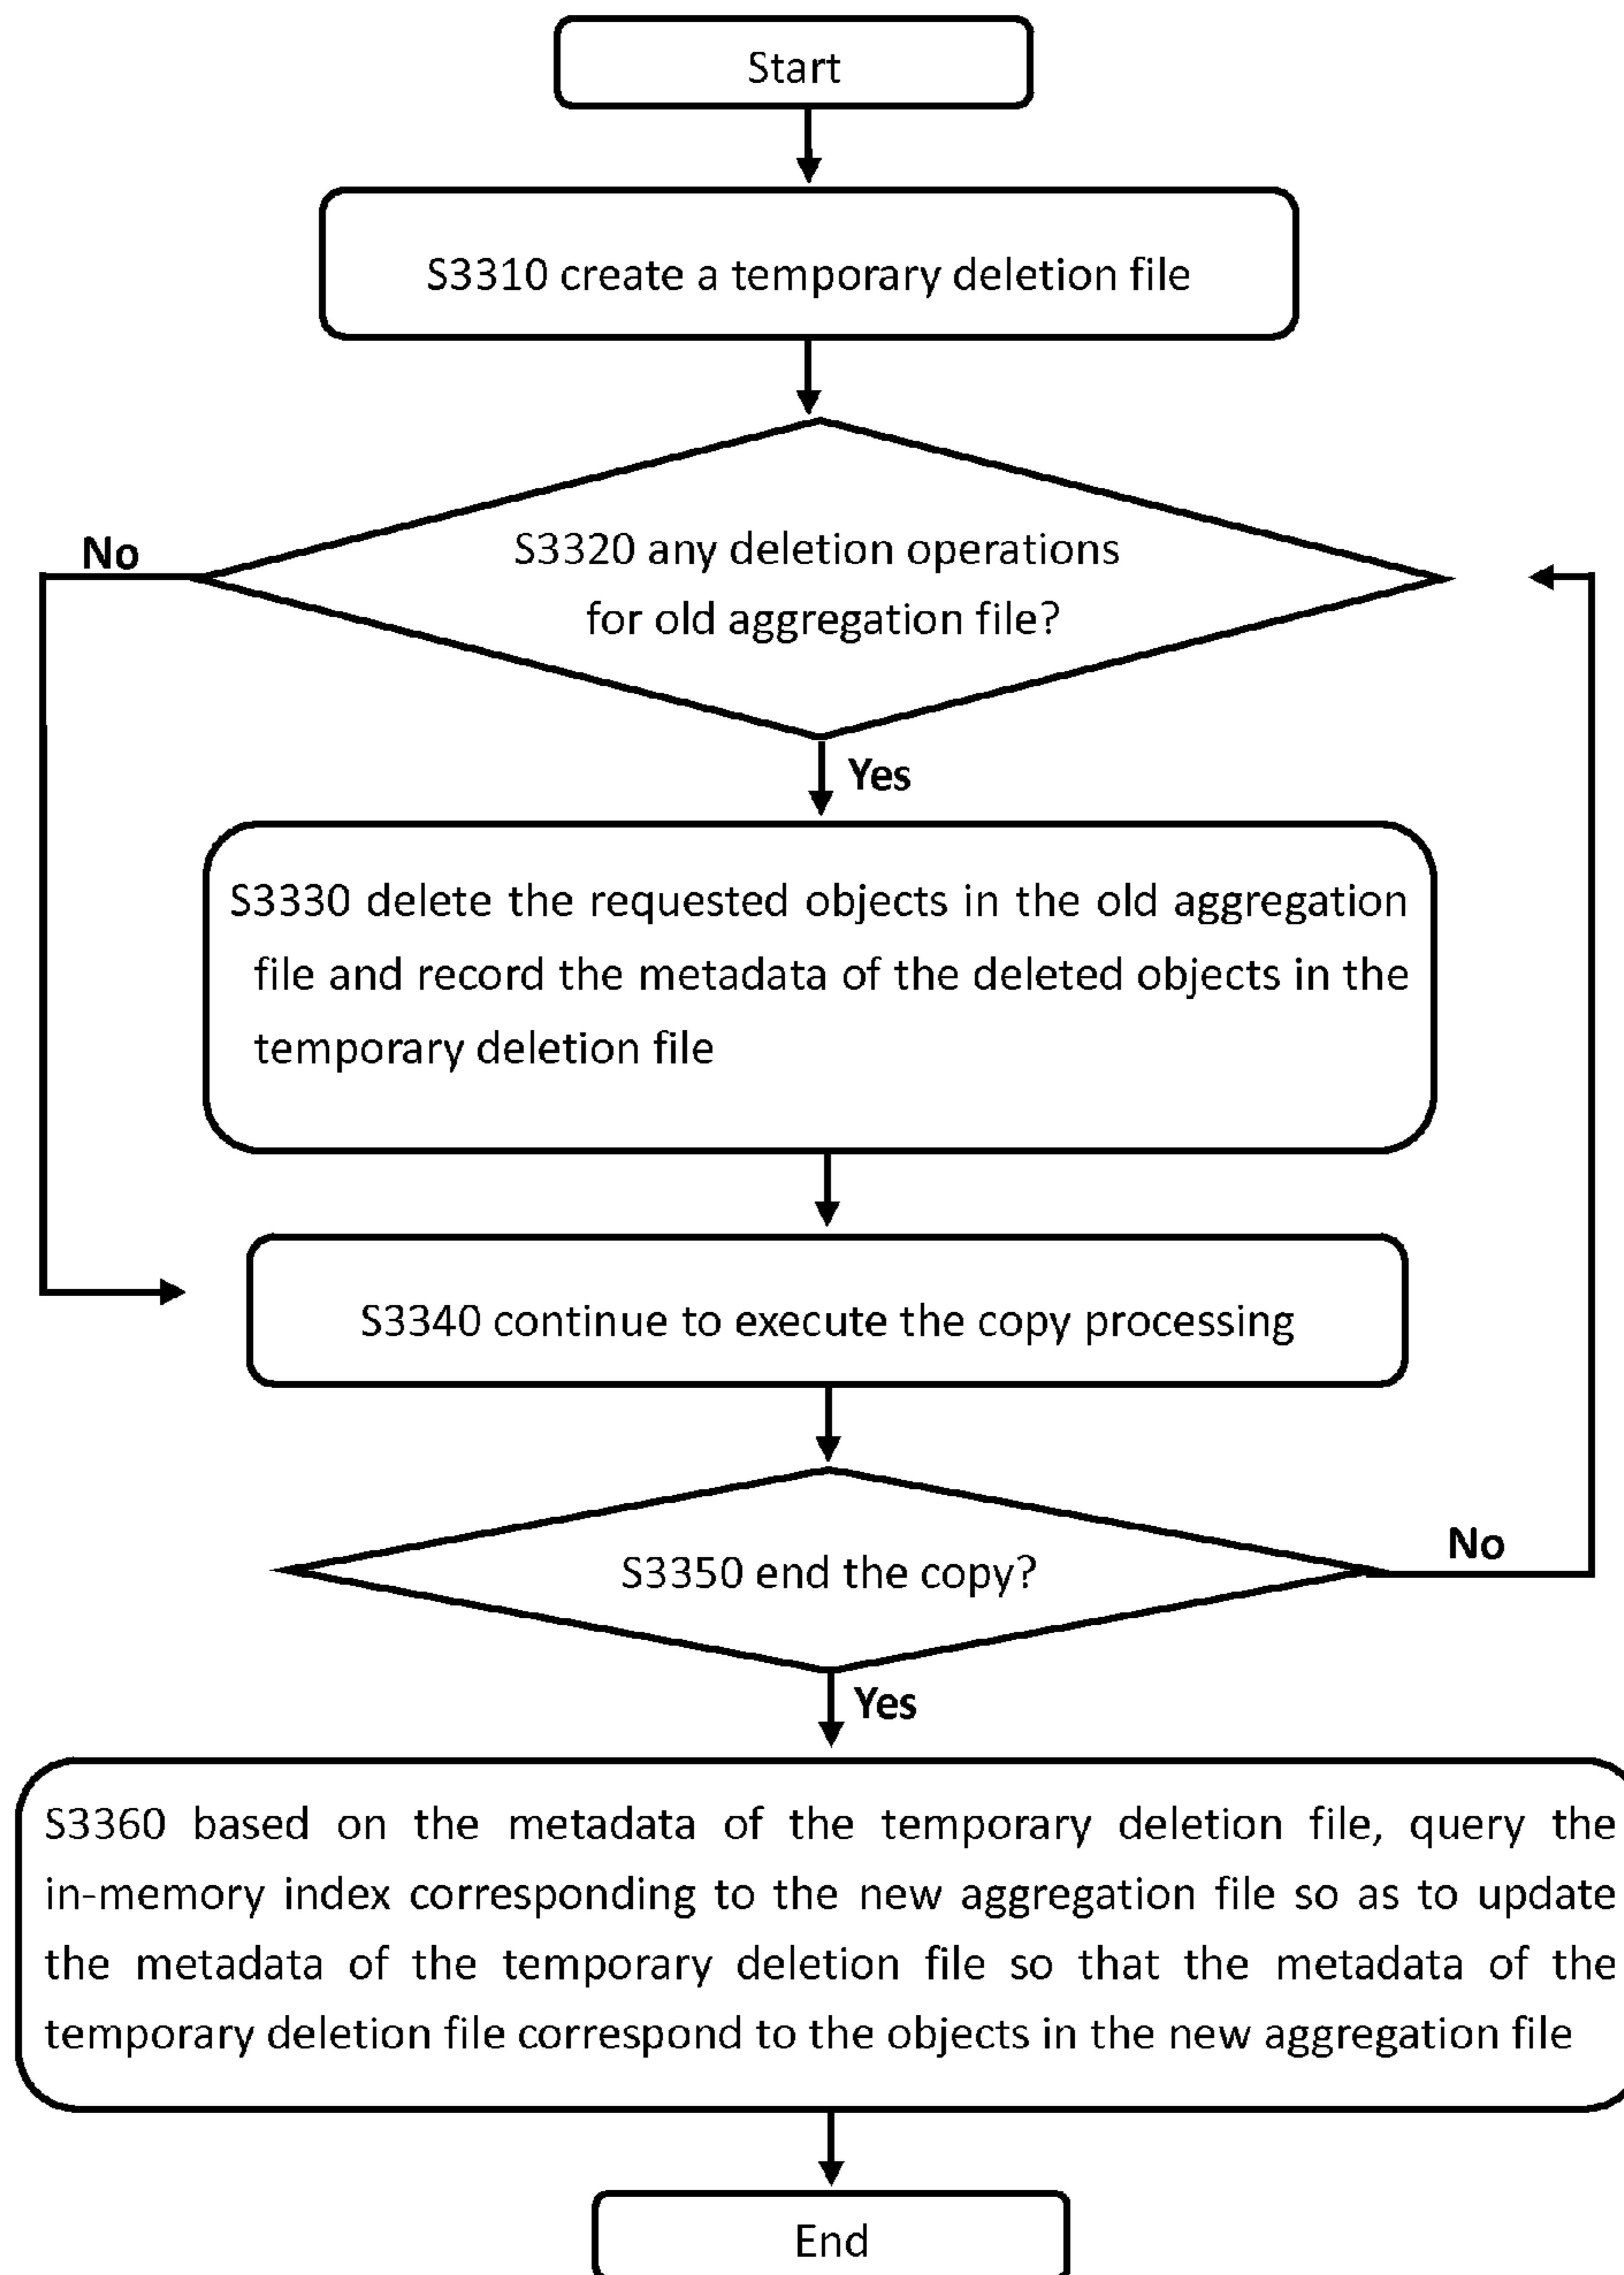 Start
S3310 create a temporary deletion file
No
S3320 any deletion operations
for old aggregation file?
Yes
S3330 delete the requested objects in the old aggregation
file and record the metadata of the deleted objects in the
temporary deletion file
S3340 continue to execute the copy processing
S3350 end the copy?
No
Yes
S3360 based on the metadata of the temporary deletion file, query the
in-memory index corresponding to the new aggregation file so as to update
the metadata of the temporary deletion file so that the metadata of the
temporary deletion file correspond to the objects in the new aggregation file
End